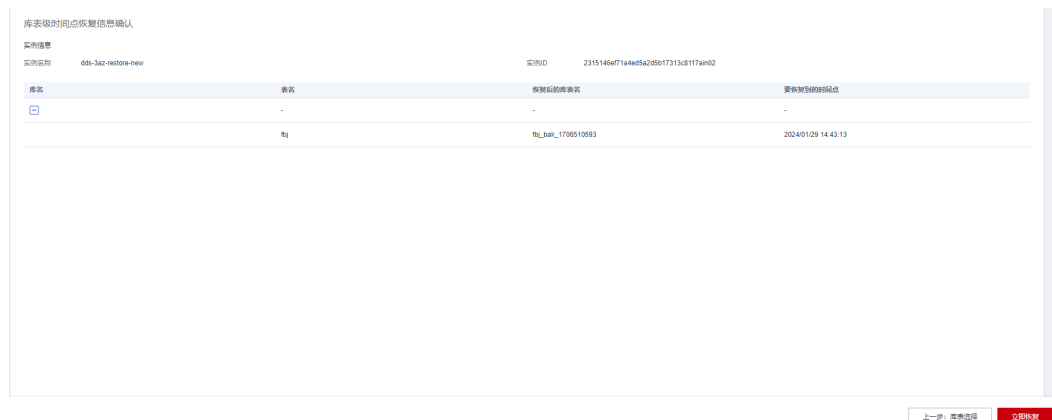 库表级时间点恢复信息确认
实例信息
实例名称 dds-3az-restore-new 实例ID 2315146ef71a4ed5a2d5b17313c8117ain02
库名 表名 恢复后的库表名 要恢复到的时间点
- - -
fbj fbj_bak_1706510593 2024/01/29 14:43:13
上一步：库表选择 立即恢复